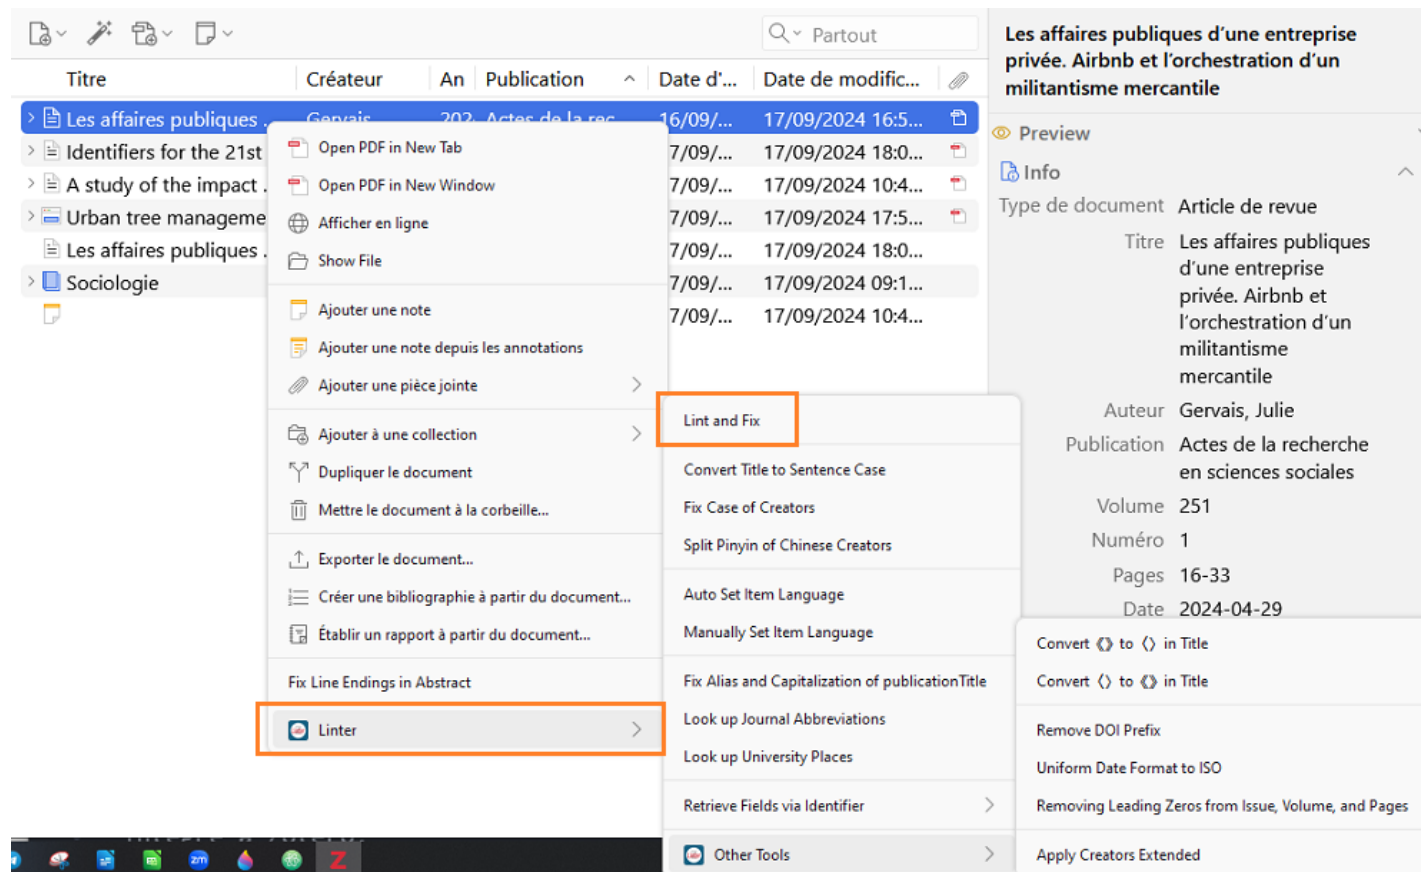 Partout
Titre
Créateur
An
Publication
Date d'...
Date de modific...
Les affaires publiques .
Gervais
202
Actes de la rec
16/09/...
17/09/2024 16:5...
Identifiers for the 21st
7/09/...
17/09/2024 18:0...
A study of the impact .
7/09/...
17/09/2024 10:4...
Urban tree manageme
7/09/...
17/09/2024 17:5...
Les affaires publiques .
7/09/...
17/09/2024 18:0...
Sociologie
7/09/...
17/09/2024 09:1...
7/09/...
17/09/2024 10:4...
Open PDF in New Tab
Open PDF in New Window
Afficher en ligne
Show File
Ajouter une note
Ajouter une note depuis les annotations
Ajouter une pièce jointe
Ajouter à une collection
Dupliquer le document
Mettre le document à la corbeille...
Exporter le document...
Créer une bibliographie à partir du document...
Établir un rapport à partir du document...
Fix Line Endings in Abstract
Linter
Lint and Fix
Convert Title to Sentence Case
Fix Case of Creators
Split Pinyin of Chinese Creators
Auto Set Item Language
Manually Set Item Language
Fix Alias and Capitalization of publicationTitle
Look up Journal Abbreviations
Look up University Places
Retrieve Fields via Identifier
Other Tools
Convert 《》 to 〈〉 in Title
Convert 〈〉 to 《》 in Title
Remove DOI Prefix
Uniform Date Format to ISO
Removing Leading Zeros from Issue, Volume, and Pages
Apply Creators Extended
Les affaires publiques d’une entreprise
privée. Airbnb et l’orchestration d’un
militantisme mercantile
Preview
Info
Type de document
Article de revue
Titre
Les affaires publiques
d’une entreprise
privée. Airbnb et
l’orchestration d’un
militantisme
mercantile
Auteur
Gervais, Julie
Publication
Actes de la recherche
en sciences sociales
Volume
251
Numéro
1
Pages
16-33
Date
2024-04-29
zm
Z